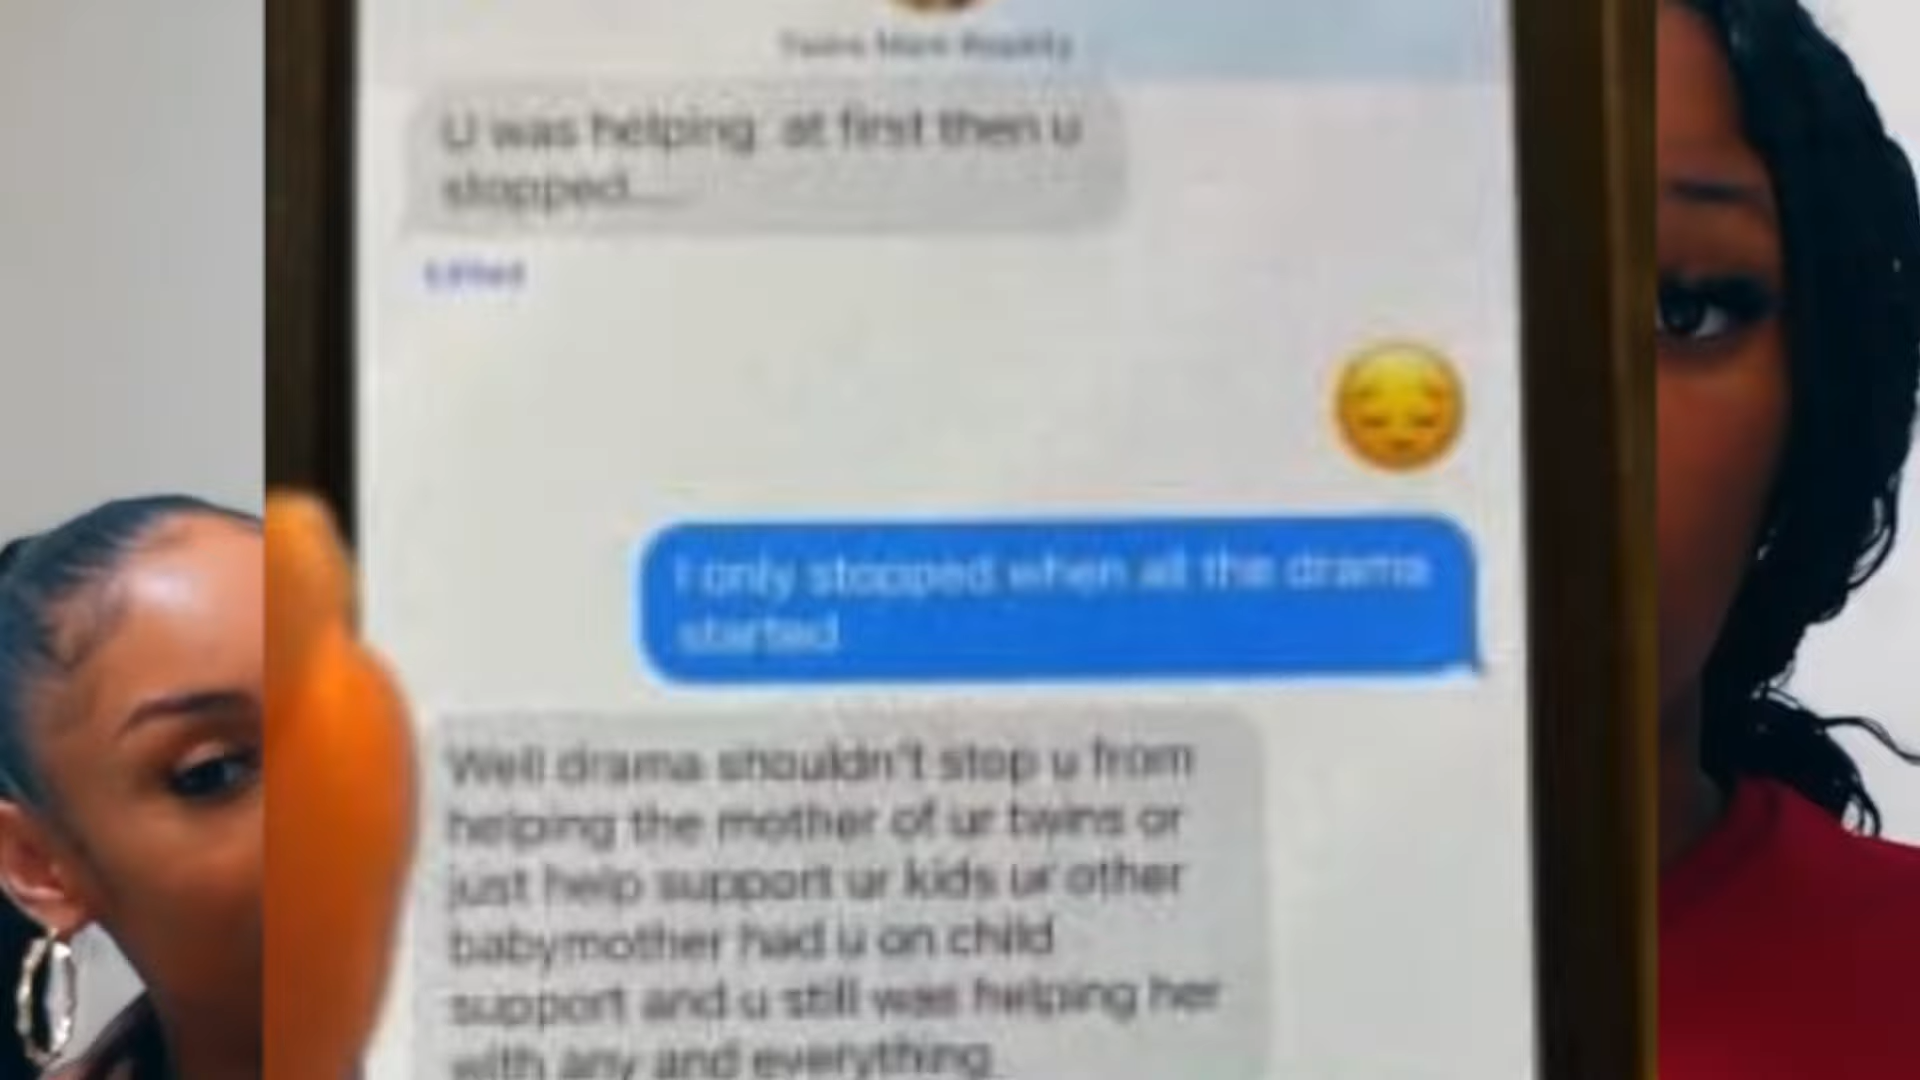 U was helping at first then u
stopped....
Edited
I only stopped when all the drama
started
Well drama shouldn't stop u from
helping the mother of ur twins or
just help support ur kids ur other
babymother had u on child
support and u still was helping her
with any and everything